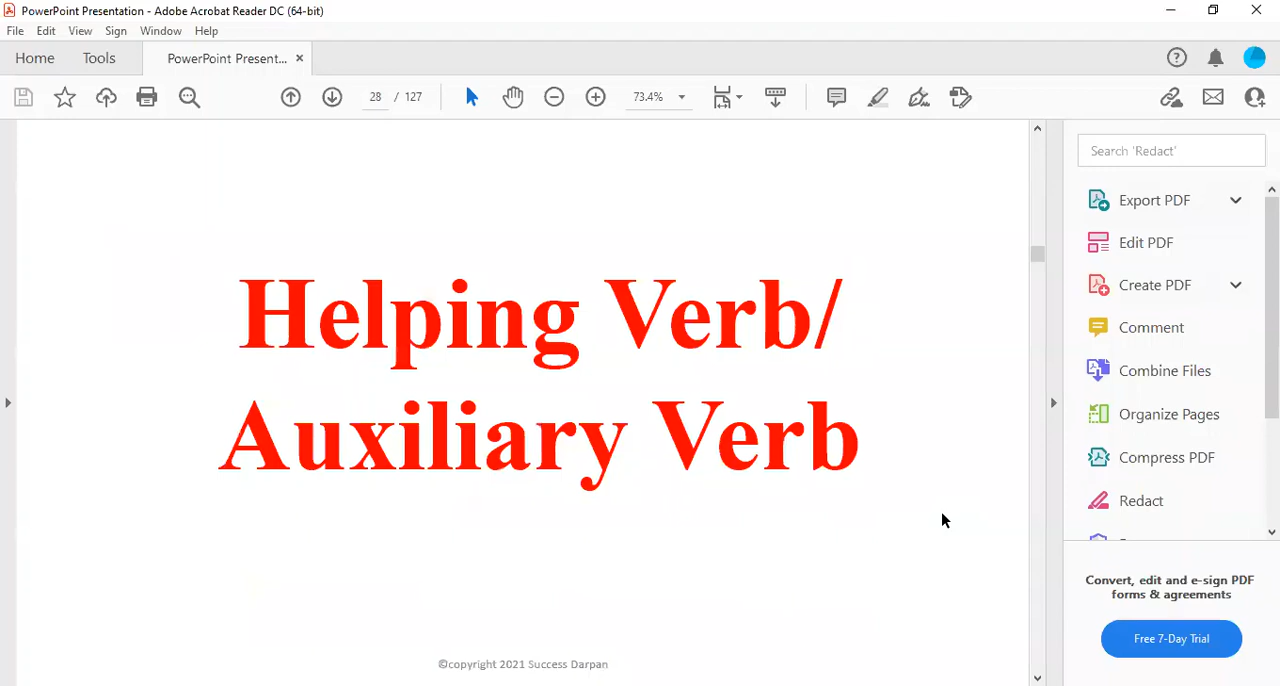 PowerPoint Presentation - Adobe Acrobat Reader DC (64-bit)
File Edit View Sign Window Help
Home Tools PowerPoint Present... ×
28 / 127 73.4%
Search 'Redact'
Export PDF
Edit PDF
Create PDF
Comment
Combine Files
Organize Pages
Compress PDF
Redact
Convert, edit and e-sign PDF
forms & agreements
Free 7-Day Trial
Helping Verb/
Auxiliary Verb
©copyright 2021 Success Darpan